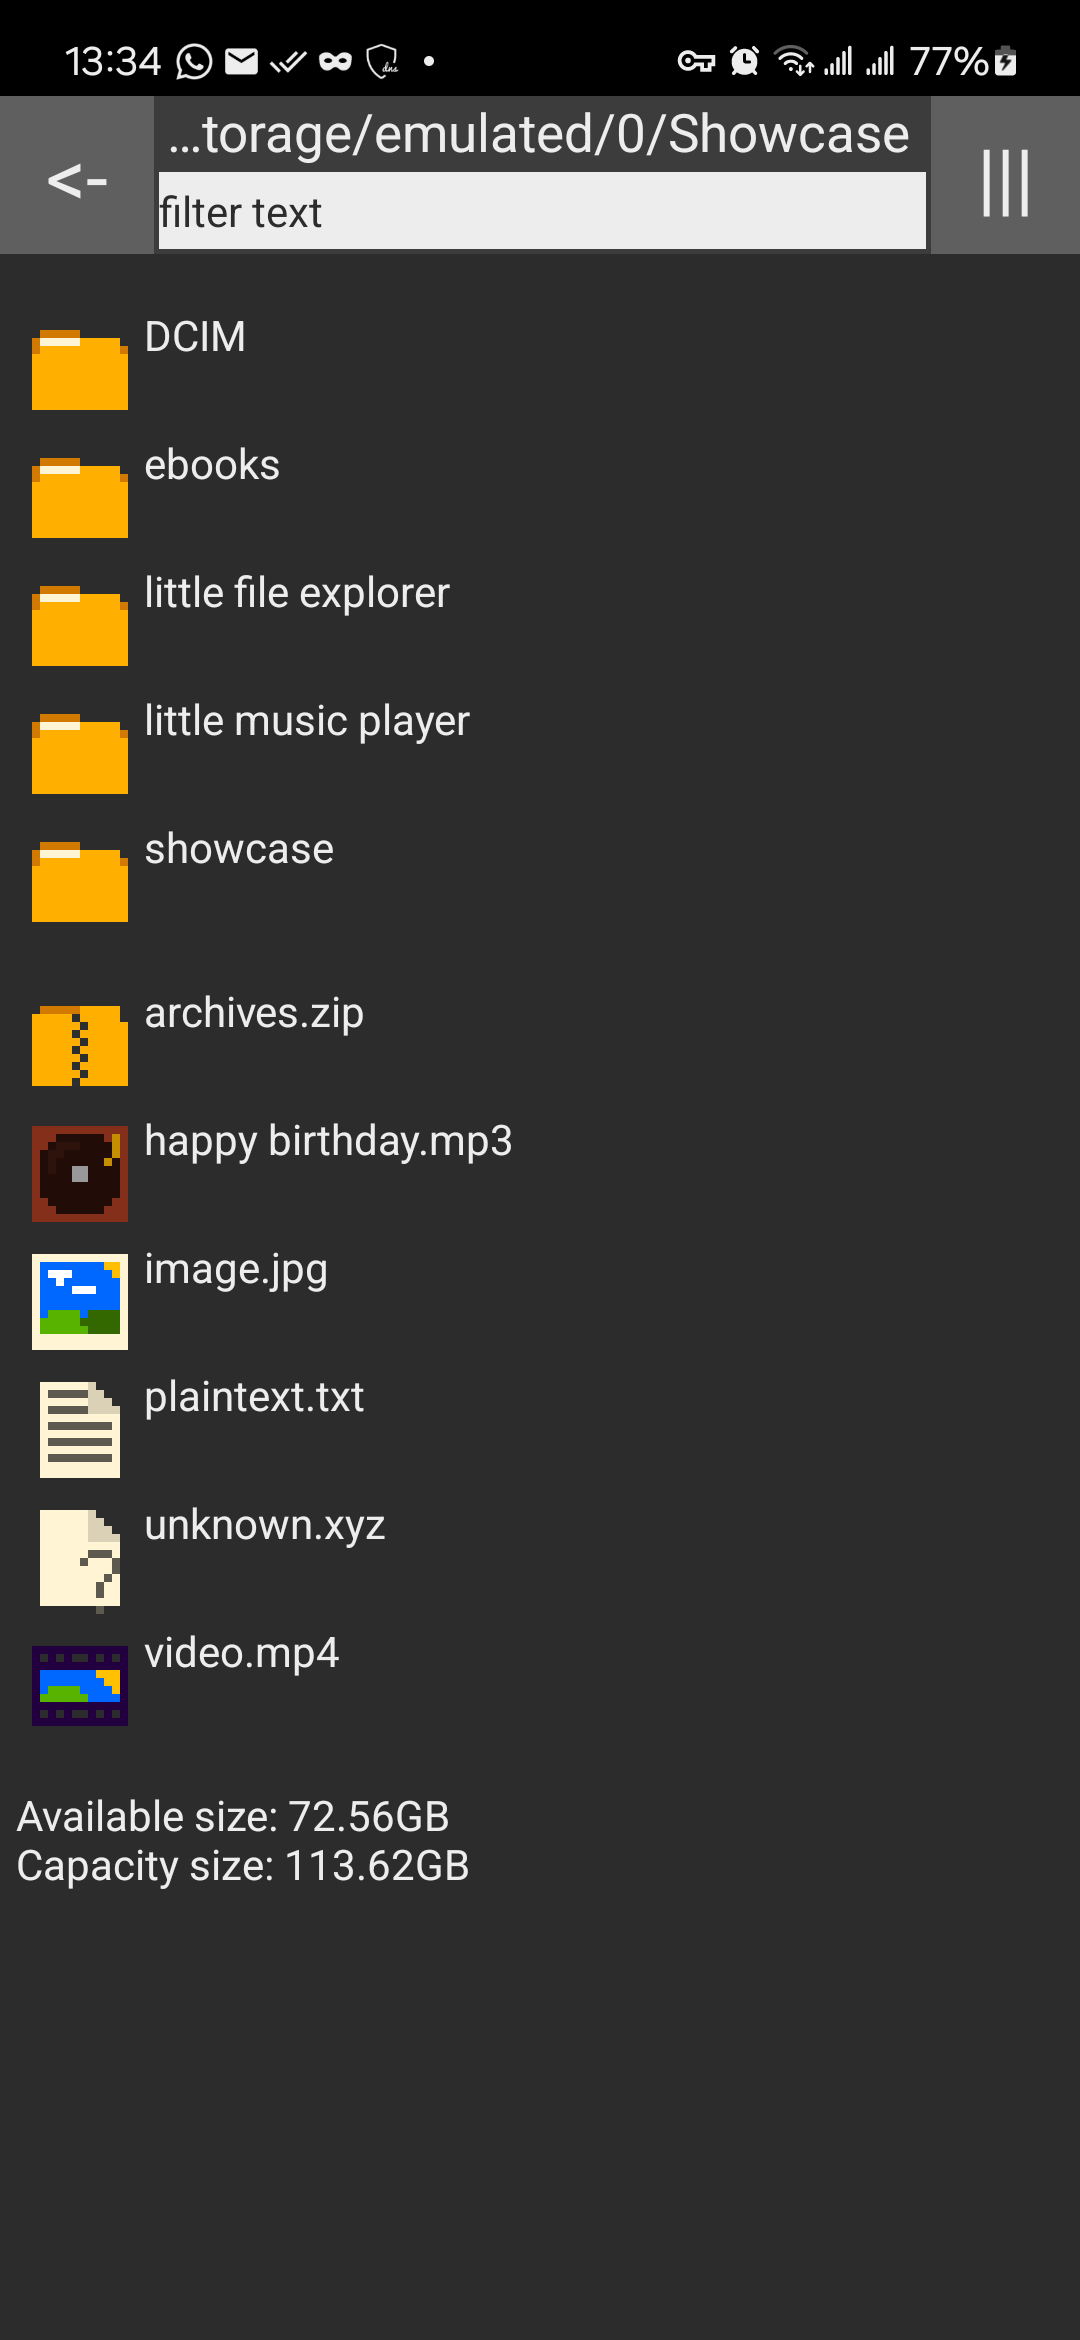 13:34
dns
77%
...torage/emulated/0/Showcase
<-
filter text
|||
DCIM
ebooks
little file explorer
little music player
showcase
archives.zip
happy birthday.mp3
image.jpg
plaintext.txt
unknown.xyz
video.mp4
Available size: 72.56GB
Capacity size: 113.62GB